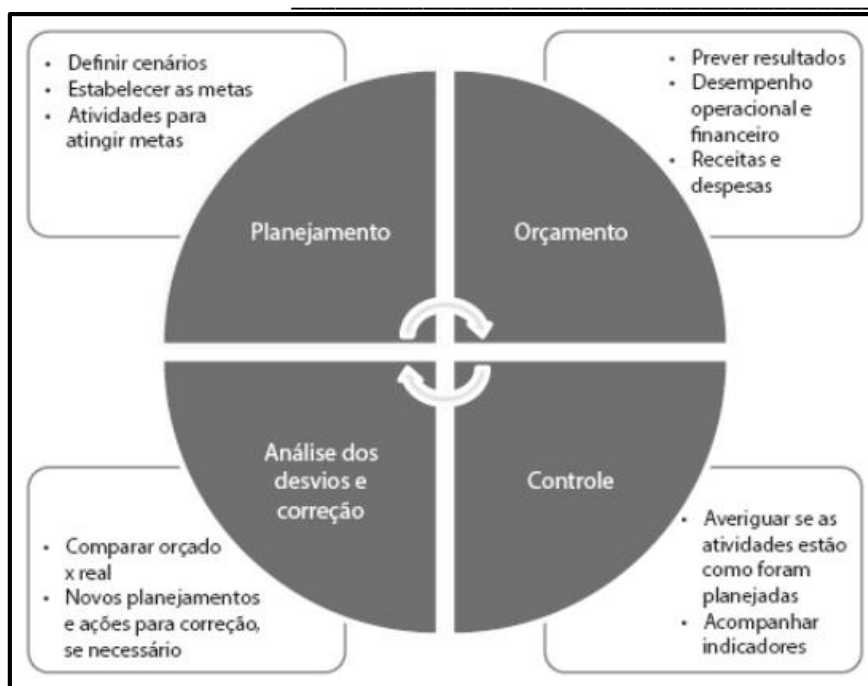 • Definir cenários
• Estabelecer as metas
• Atividades para
atingir metas
• Prever resultados
• Desempenho
operacional e
financeiro
• Receitas e
despesas
Planejamento
Orçamento
Análise dos
desvios e
correção
Controle
• Comparar orçado
x real
• Novos planejamentos
e ações para correção,
se necessário
• Averiguar se as
atividades estão
como foram
planejadas
• Acompanhar
indicadores